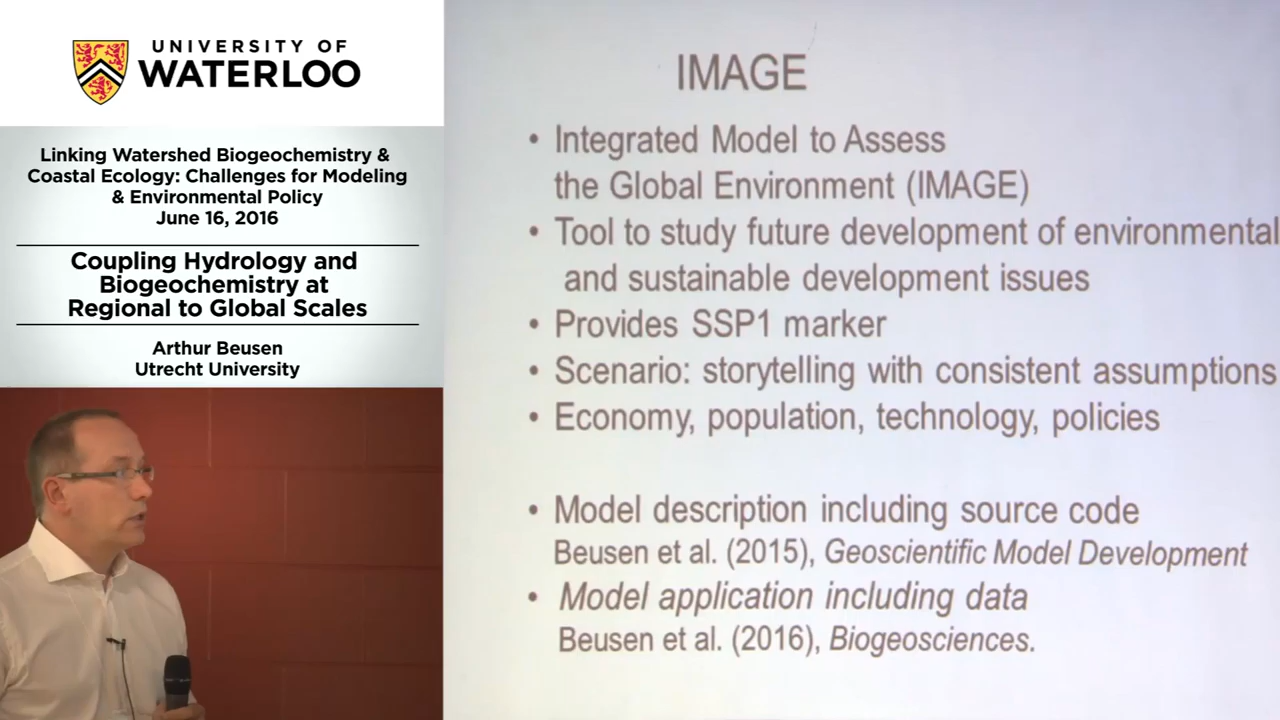 UNIVERSITY OF
WATERLOO
Linking Watershed Biogeochemistry &
Coastal Ecology: Challenges for Modeling
& Environmental Policy
June 16, 2016
Coupling Hydrology and
Biogeochemistry at
Regional to Global Scales
Arthur Beusen
Utrecht University
IMAGE
• Integrated Model to Assess
the Global Environment (IMAGE)
• Tool to study future development of environmental
and sustainable development issues
• Provides SSP1 marker
• Scenario: storytelling with consistent assumptions
• Economy, population, technology, policies
• Model description including source code
Beusen et al. (2015), Geoscientific Model Development
• Model application including data
Beusen et al. (2016), Biogeosciences.